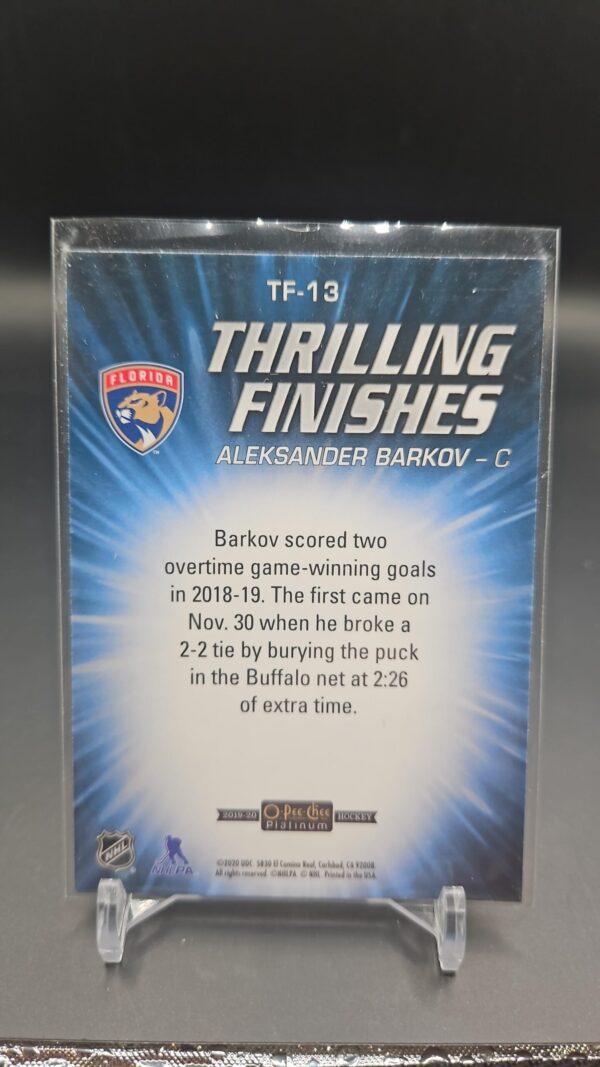 TF-13
THRILLING
FINISHES
FLORIDA
TM
ALEKSANDER BARKOV – C
Barkov scored two
overtime game-winning goals
in 2018-19. The first came on
Nov. 30 when he broke a
2-2 tie by burying the puck
in the Buffalo net at 2:26
of extra time.
2019-20 O-Pee-Chee HOCKEY
Platinum
NHL
NHLPA
©2020 UDC. 5830 El Camino Real, Carlsbad, CA 92008.
All rights reserved. ©NHLPA. © NHL. Printed in the USA.